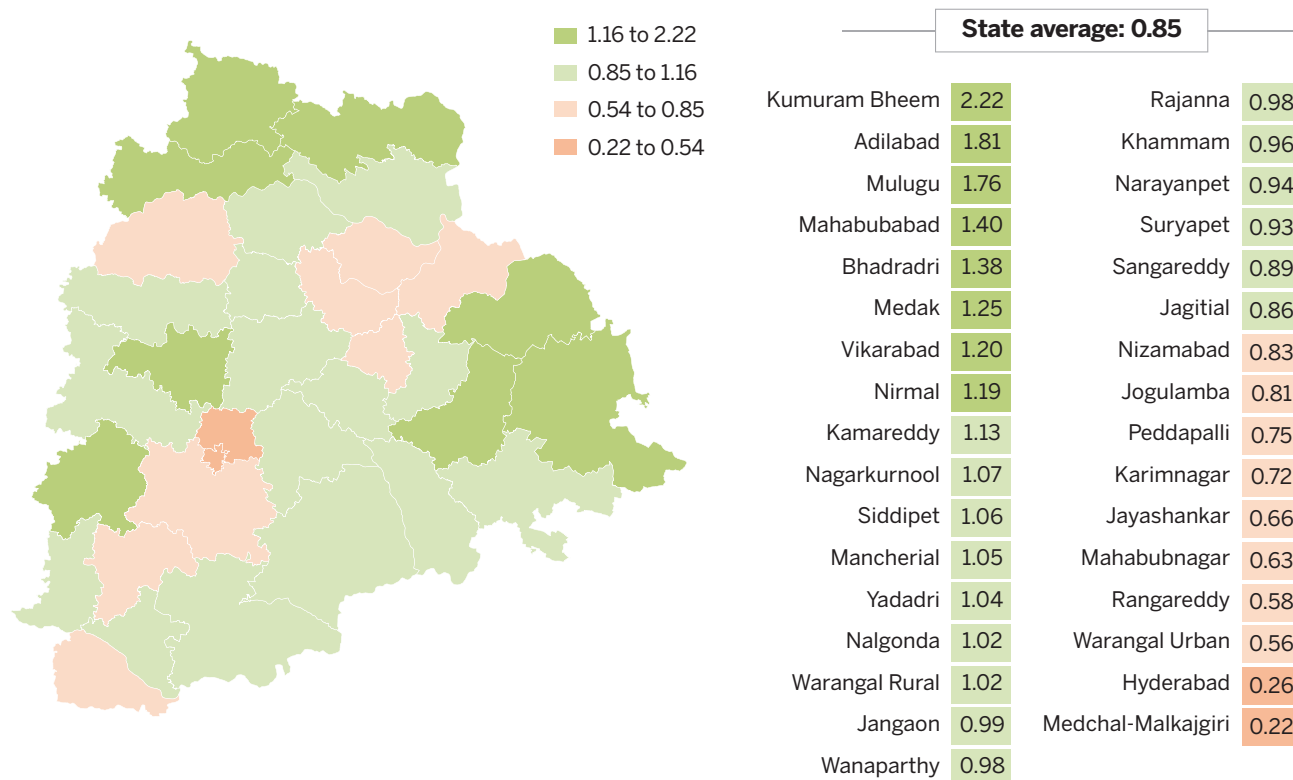 1.16 to 2.22
0.85 to 1.16
0.54 to 0.85
0.22 to 0.54
State average: 0.85
Kumuram Bheem 2.22
Adilabad 1.81
Mulugu 1.76
Mahabubabad 1.40
Bhadradri 1.38
Medak 1.25
Vikarabad 1.20
Nirmal 1.19
Kamareddy 1.13
Nagarkurnool 1.07
Siddipet 1.06
Mancherial 1.05
Yadadri 1.04
Nalgonda 1.02
Warangal Rural 1.02
Jangaon 0.99
Wanaparthy 0.98
Rajanna 0.98
Khammam 0.96
Narayanpet 0.94
Suryapet 0.93
Sangareddy 0.89
Jagitial 0.86
Nizamabad 0.83
Jogulamba 0.81
Peddapalli 0.75
Karimnagar 0.72
Jayashankar 0.66
Mahabubnagar 0.63
Rangareddy 0.58
Warangal Urban 0.56
Hyderabad 0.26
Medchal-Malkajgiri 0.22